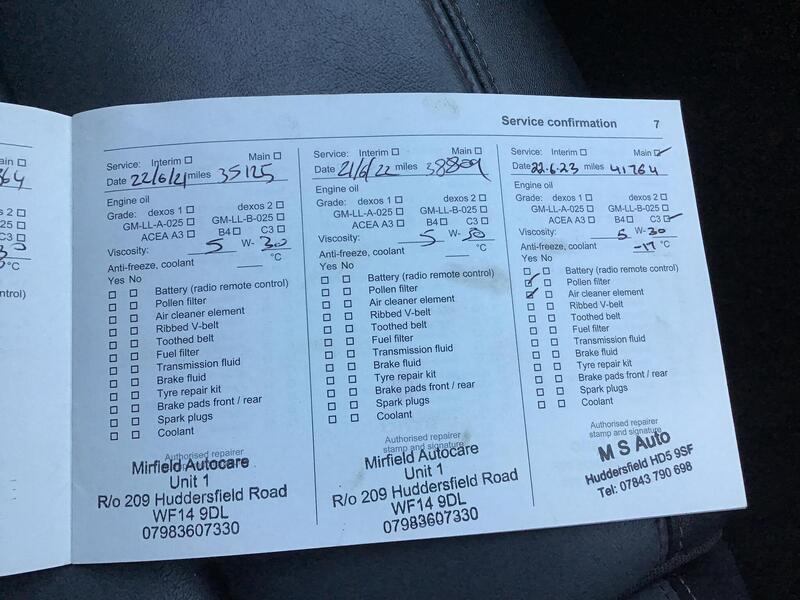 Service confirmation 7
ain ☐
364
s 2 ☐
025 ☐
C3 ☐
°C
ntrol)
Service: Interim ☐ Main ☐
Date 22/6/21 miles 35125
Engine oil
Grade: dexos 1 ☐ dexos 2 ☐
GM-LL-A-025 ☐ GM-LL-B-025 ☐
ACEA A3 ☐ B4 ☐ C3 ☐
Viscosity: 5 W- 30
Anti-freeze, coolant °C
Yes No
☐ ☐ Battery (radio remote control)
☐ ☐ Pollen filter
☐ ☐ Air cleaner element
☐ ☐ Ribbed V-belt
☐ ☐ Toothed belt
☐ ☐ Fuel filter
☐ ☐ Transmission fluid
☐ ☐ Brake fluid
☐ ☐ Tyre repair kit
☐ ☐ Brake pads front / rear
☐ ☐ Spark plugs
☐ ☐ Coolant
Authorised repairer
stamp and signature
Mirfield Autocare
Unit 1
R/o 209 Huddersfield Road
WF14 9DL
07983607330
Service: Interim ☐ Main ☐
Date 21/6/22 miles
Engine oil
Grade: dexos 1 ☐ dexos 2 ☐
GM-LL-A-025 ☐ GM-LL-B-025 ☐
ACEA A3 ☐ B4 ☐ C3 ☐
Viscosity: 5 W- 30
Anti-freeze, coolant °C
Yes No
☐ ☐ Battery (radio remote control)
☐ ☐ Pollen filter
☐ ☐ Air cleaner element
☐ ☐ Ribbed V-belt
☐ ☐ Toothed belt
☐ ☐ Fuel filter
☐ ☐ Transmission fluid
☐ ☐ Brake fluid
☐ ☐ Tyre repair kit
☐ ☐ Brake pads front / rear
☐ ☐ Spark plugs
☐ ☐ Coolant
Authorised repairer
stamp and signature
Mirfield Autocare
Unit 1
R/o 209 Huddersfield Road
WF14 9DL
07983607330
Service: Interim ☐ Main ☑
Date 22.6.23 miles 41764
Engine oil
Grade: dexos 1 ☐ dexos 2 ☐
GM-LL-A-025 ☐ GM-LL-B-025 ☐
ACEA A3 ☐ B4 ☐ C3 ☑
Viscosity: 5 W- 30
Anti-freeze, coolant -17 °C
Yes No
☐ ☐ Battery (radio remote control)
☑ ☐ Pollen filter
☑ ☐ Air cleaner element
☐ ☐ Ribbed V-belt
☐ ☐ Toothed belt
☐ ☐ Fuel filter
☐ ☐ Transmission fluid
☐ ☐ Brake fluid
☐ ☐ Tyre repair kit
☐ ☐ Brake pads front / rear
☐ ☐ Spark plugs
☐ ☐ Coolant
Authorised repairer
stamp and signature
M S Auto
Huddersfield HD5 9SF
Tel: 07843 790 698